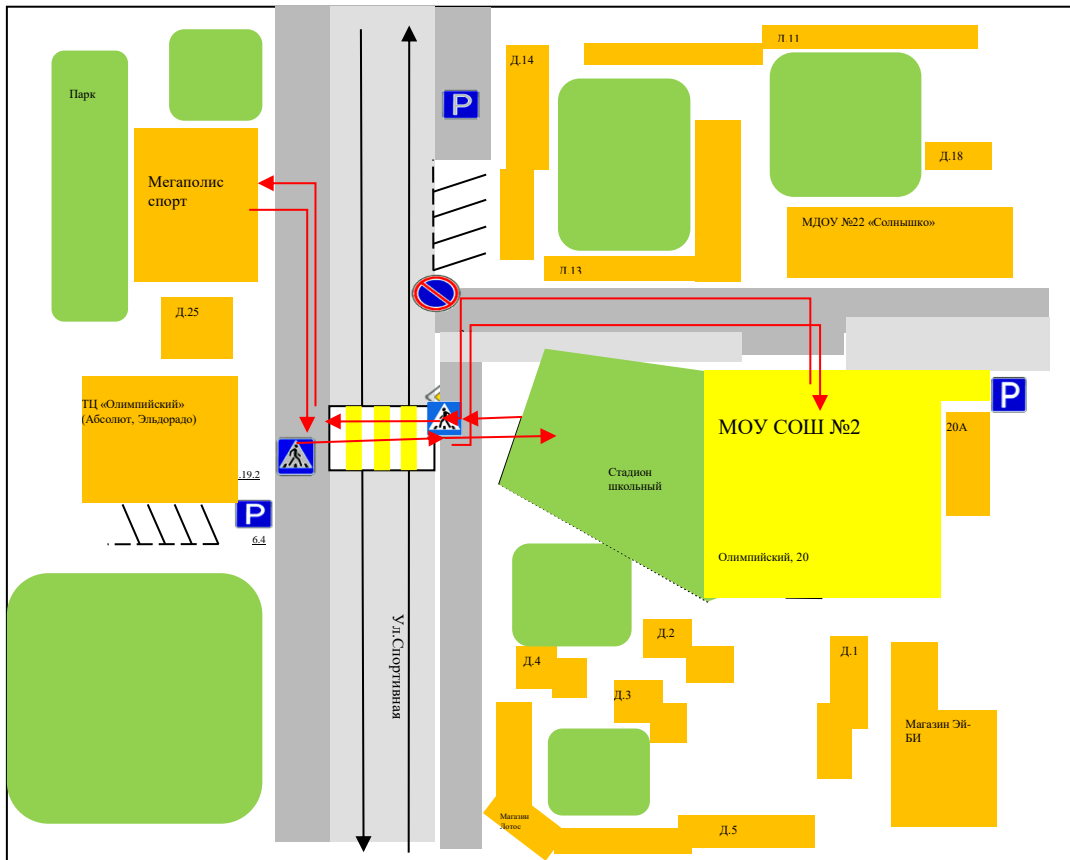 Д.11
Д.14
Парк
Р
Д.18
Мегаполис
спорт
МДОУ №22 «Солнышко»
Д.13
Д.25
ТЦ «Олимпийский»
(Абсолют, Эльдорадо)
Р
МОУ СОШ №2
20А
.19.2
Стадион
школьный
Р
6.4
Олимпийский, 20
Ул.Спортивная
Д.2
Д.4
Д.1
Д.3
Магазин Эй-
БИ
Магазин
Лотос
Д.5